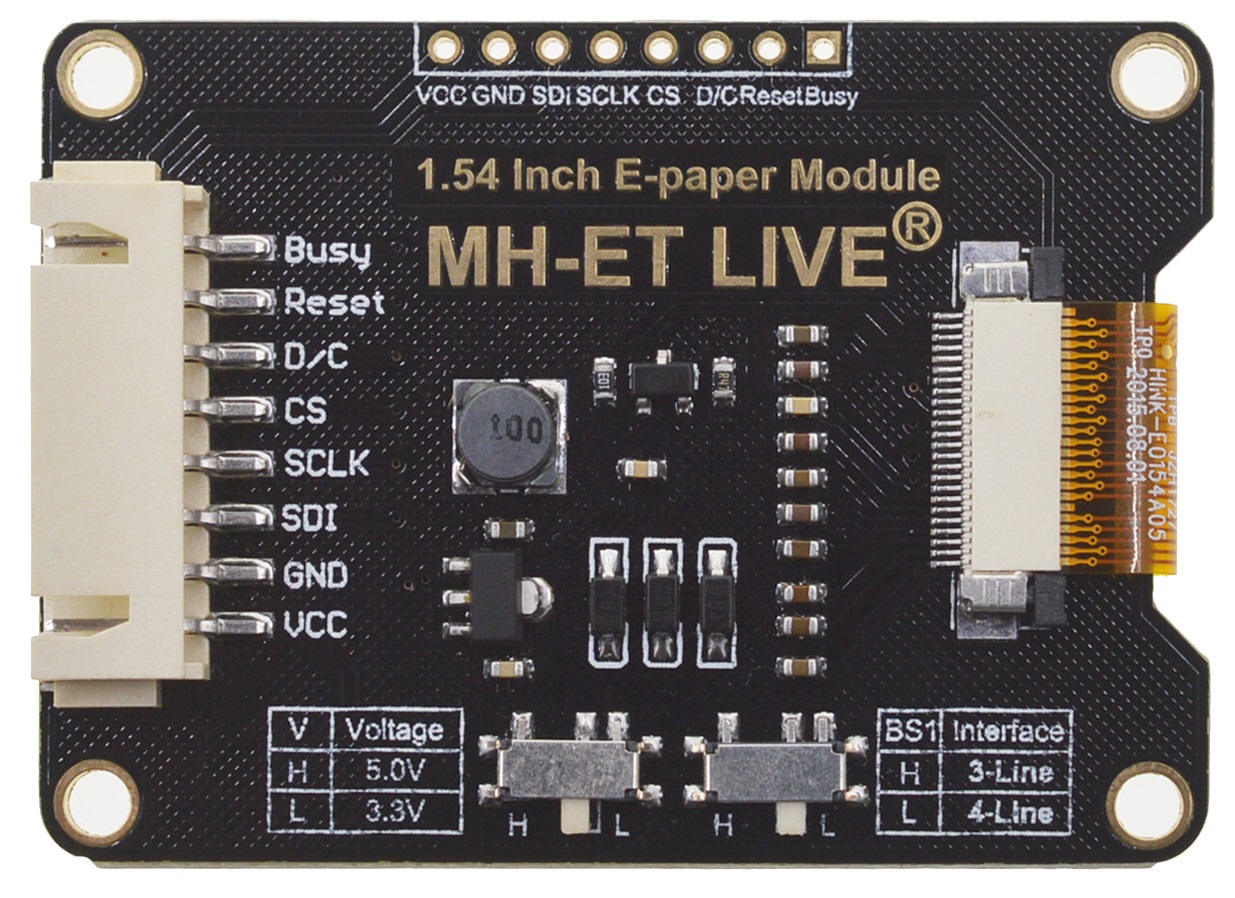 VCC GND SDI SCLK CS D/C Reset Busy
1.54 Inch E-paper Module
MH-ET LIVE®
Busy
Reset
D/C
CS
SCLK
SDI
GND
VCC
100
HINK-E0154A05
2015.08.04
V Voltage
H 5.0V
L 3.3V
H L
H L
BS1 Interface
H 3-Line
L 4-Line